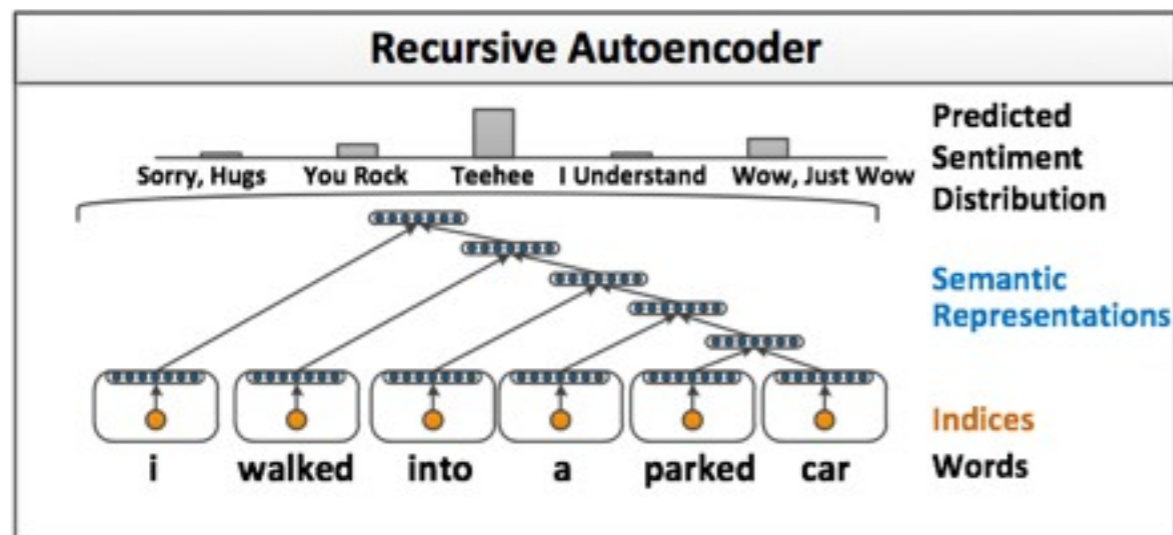 Recursive Autoencoder
Predicted
Sentiment
Distribution
Sorry, Hugs You Rock Teehee I Understand Wow, Just Wow
Semantic
Representations
Indices
i walked into a parked car Words